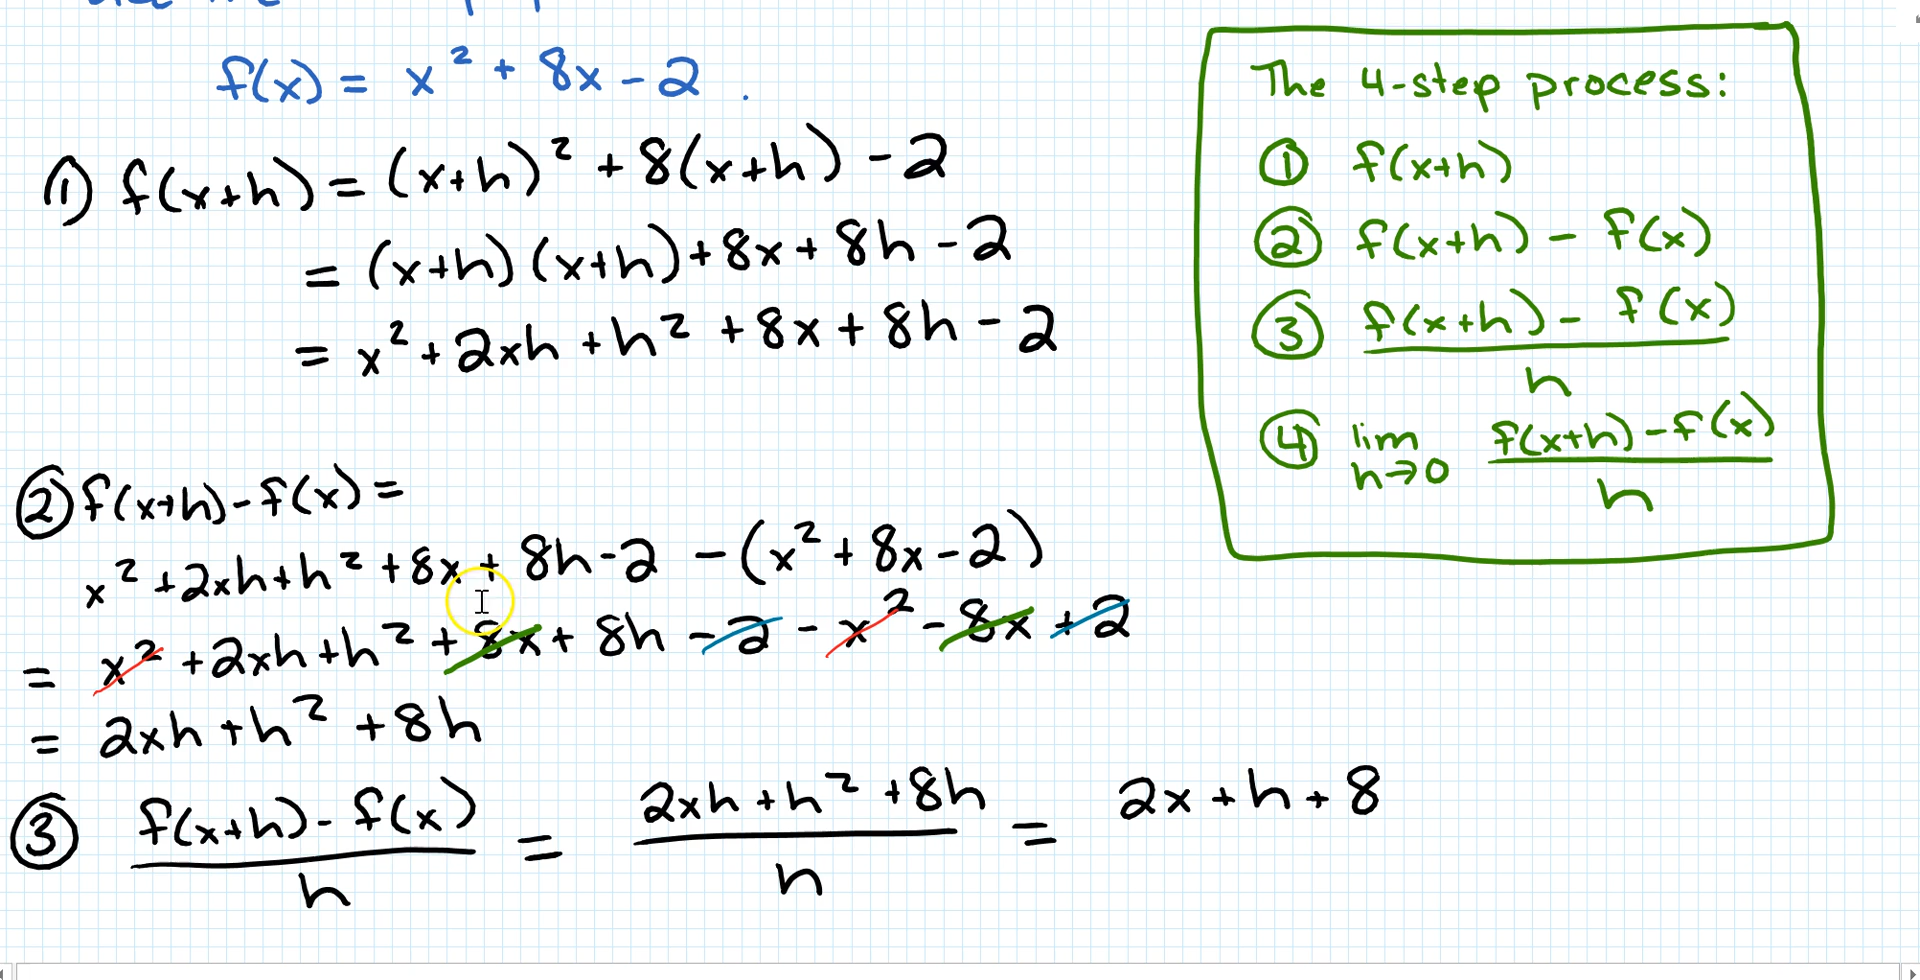 f(x) = x² + 8x - 2.
① f(x+h) = (x+h)² + 8(x+h) - 2
= (x+h)(x+h) + 8x + 8h - 2
= x² + 2xh + h² + 8x + 8h - 2
② f(x+h) - f(x) =
x² + 2xh + h² + 8x + 8h - 2 - (x² + 8x - 2)
= x² + 2xh + h² + 8x + 8h - 2 - x² - 8x + 2
= 2xh + h² + 8h
③ f(x+h) - f(x) / h = 2xh + h² + 8h / h = 2x + h + 8
The 4-step process:
① f(x+h)
② f(x+h) - f(x)
③ f(x+h) - f(x) / h
④ lim h→0 f(x+h) - f(x) / h